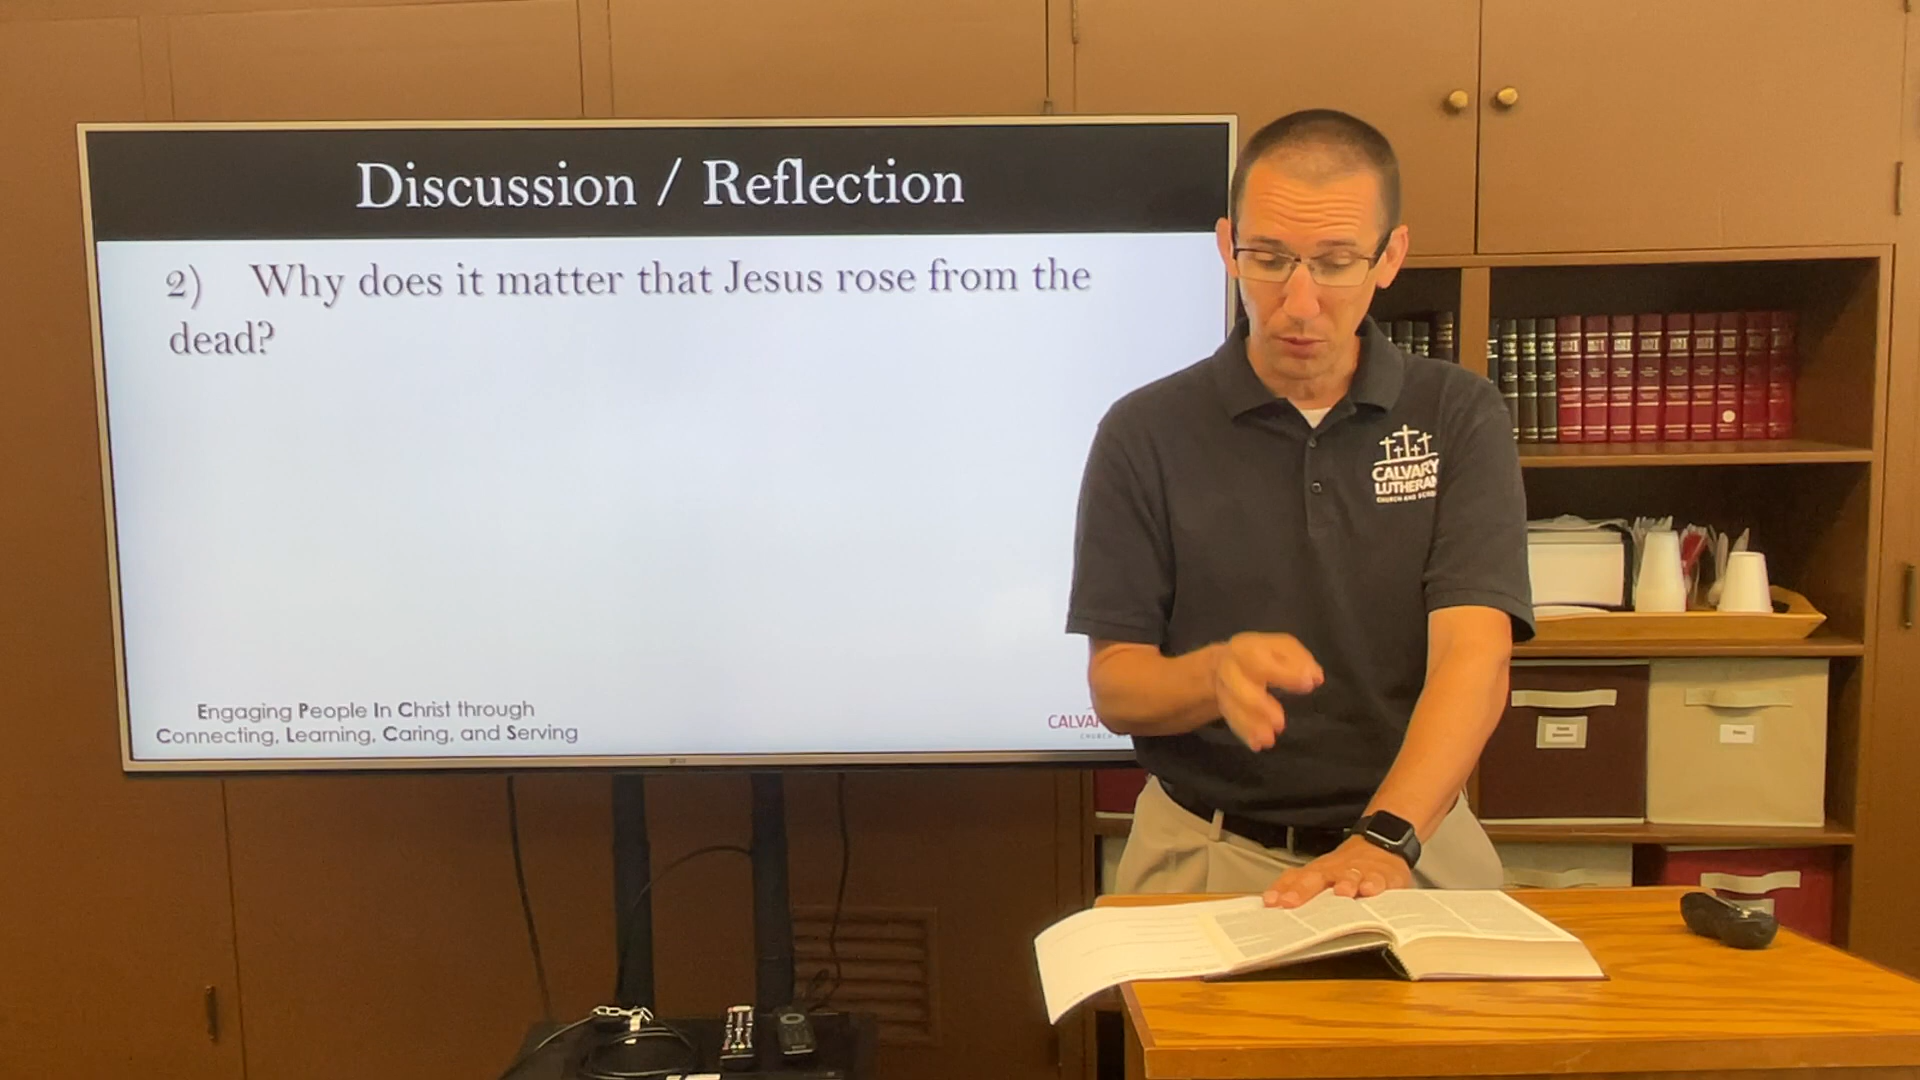 Discussion / Reflection
2) Why does it matter that Jesus rose from the
dead?
Engaging People In Christ through
Connecting, Learning, Caring, and Serving
CALVARY
LUTHERAN
LG